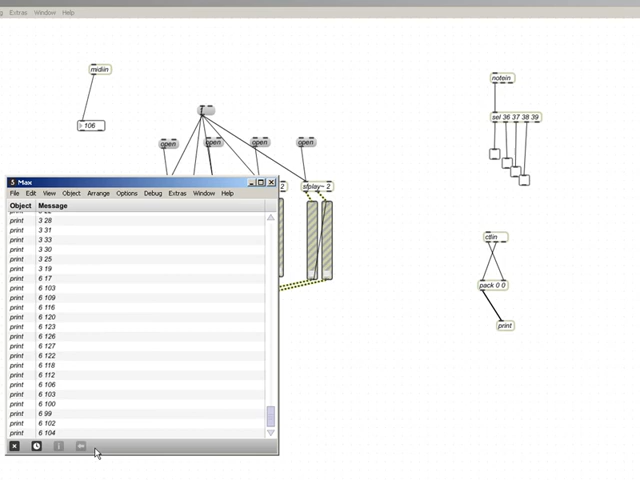 Extras Window Help
midiin
notein
106
open open open open
sel 36 37 38 39
5 Max
2 sfplay~ 2
File Edit View Object Arrange Options Debug Extras Window Help
Object Message
print 3 28
print 3 31
print 3 33
print 3 30
print 3 25
print 3 19
print 6 17
print 6 103
print 6 109
print 6 116
print 6 120
print 6 123
print 6 126
print 6 127
print 6 122
print 6 118
print 6 112
print 6 106
print 6 103
print 6 100
print 6 99
print 6 102
print 6 104
ctlin
pack 0 0
print